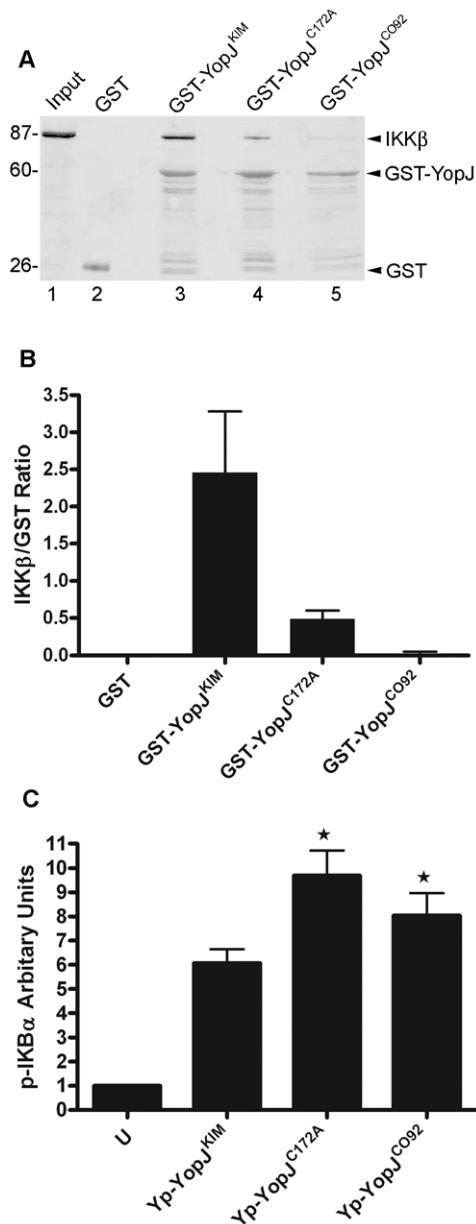 A
Input
GST
GST-YopJ^KIM
GST-YopJ^C172A
GST-YopJ^CO92
87-
60-
26-
IKKβ
GST-YopJ
GST
1 2 3 4 5
B
IKKβ/GST Ratio
3.5
3.0
2.5
2.0
1.5
1.0
0.5
0.0
GST
GST-YopJ^KIM
GST-YopJ^C172A
GST-YopJ^CO92
C
p-IKBα Arbitary Units
11
10
9
8
7
6
5
4
3
2
1
0
★
★
U
Yp-YopJ^KIM
Yp-YopJ^C172A
Yp-YopJ^CO92